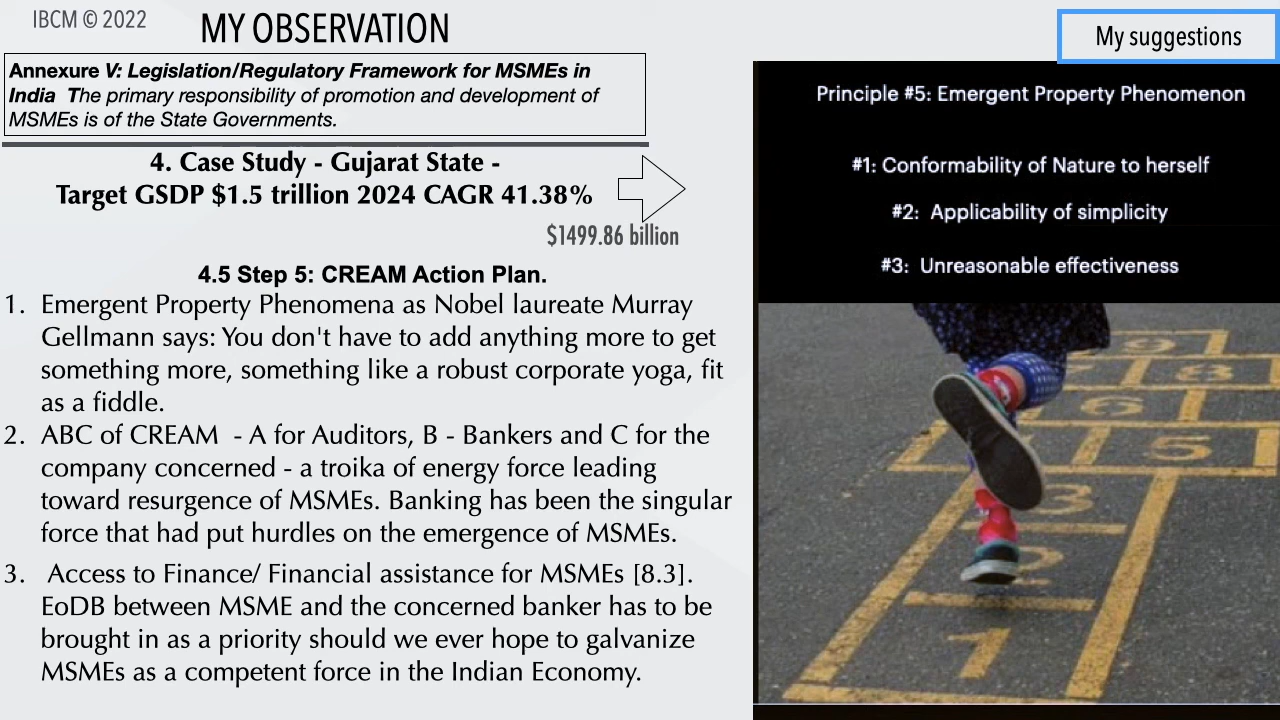 IBCM © 2022
MY OBSERVATION
My suggestions
Annexure V: Legislation/Regulatory Framework for MSMEs in
India The primary responsibility of promotion and development of
MSMEs is of the State Governments.
4. Case Study - Gujarat State -
Target GSDP $1.5 trillion 2024 CAGR 41.38%
$1499.86 billion
4.5 Step 5: CREAM Action Plan.
1. Emergent Property Phenomena as Nobel laureate Murray
Gellmann says: You don't have to add anything more to get
something more, something like a robust corporate yoga, fit
as a fiddle.
2. ABC of CREAM - A for Auditors, B - Bankers and C for the
company concerned - a troika of energy force leading
toward resurgence of MSMEs. Banking has been the singular
force that had put hurdles on the emergence of MSMEs.
3. Access to Finance/ Financial assistance for MSMEs [8.3].
EoDB between MSME and the concerned banker has to be
brought in as a priority should we ever hope to galvanize
MSMEs as a competent force in the Indian Economy.
Principle #5: Emergent Property Phenomenon
#1: Conformability of Nature to herself
#2: Applicability of simplicity
#3: Unreasonable effectiveness
9
8
6
5
3
2
1